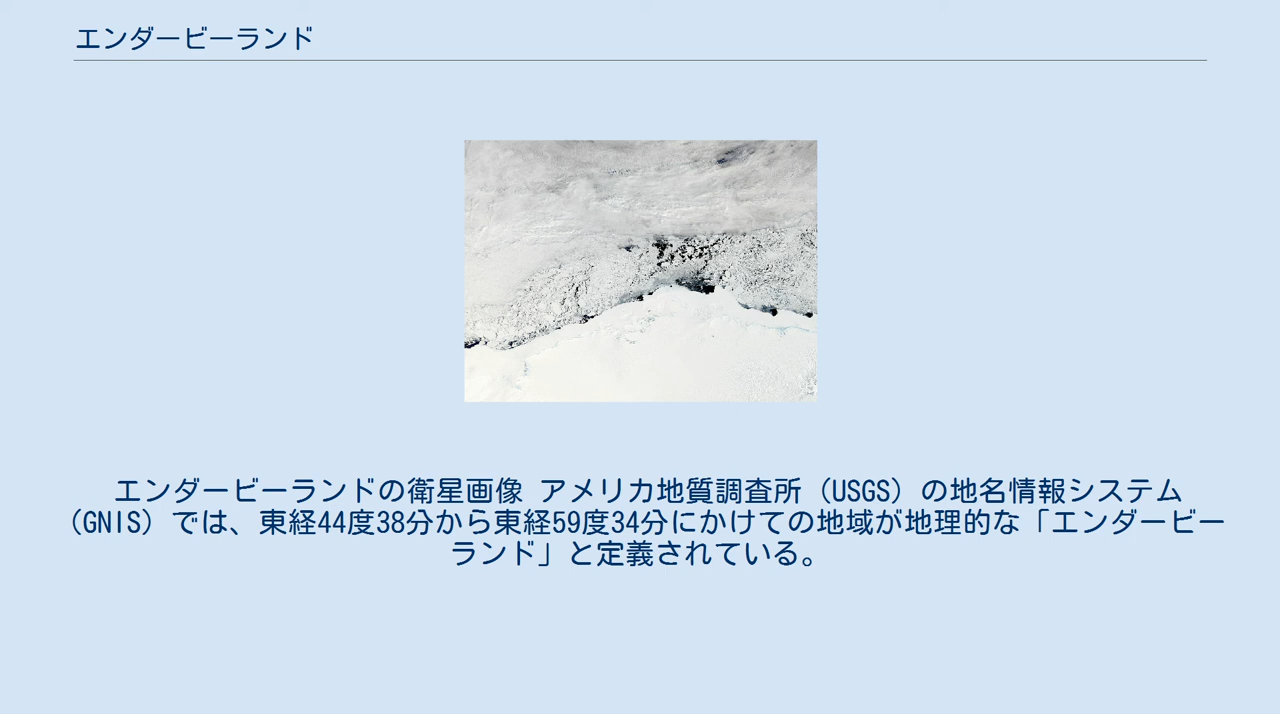 エンダービーランド
エンダービーランドの衛星画像 アメリカ地質調査所（USGS）の地名情報システム
（GNIS）では、東経44度38分から東経59度34分にかけての地域が地理的な「エンダービー
ランド」と定義されている。